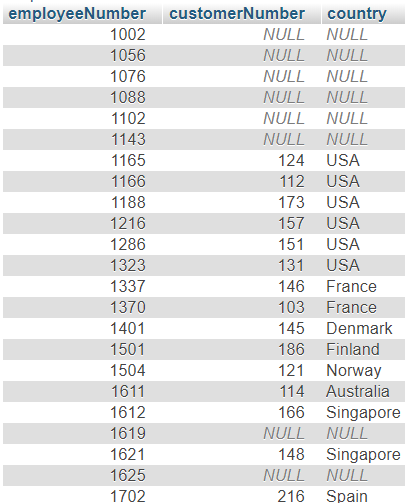 employeeNumber customerNumber country
1002 NULL NULL
1056 NULL NULL
1076 NULL NULL
1088 NULL NULL
1102 NULL NULL
1143 NULL NULL
1165 124 USA
1166 112 USA
1188 173 USA
1216 157 USA
1286 151 USA
1323 131 USA
1337 146 France
1370 103 France
1401 145 Denmark
1501 186 Finland
1504 121 Norway
1611 114 Australia
1612 166 Singapore
1619 NULL NULL
1621 148 Singapore
1625 NULL NULL
1702 216 Spain